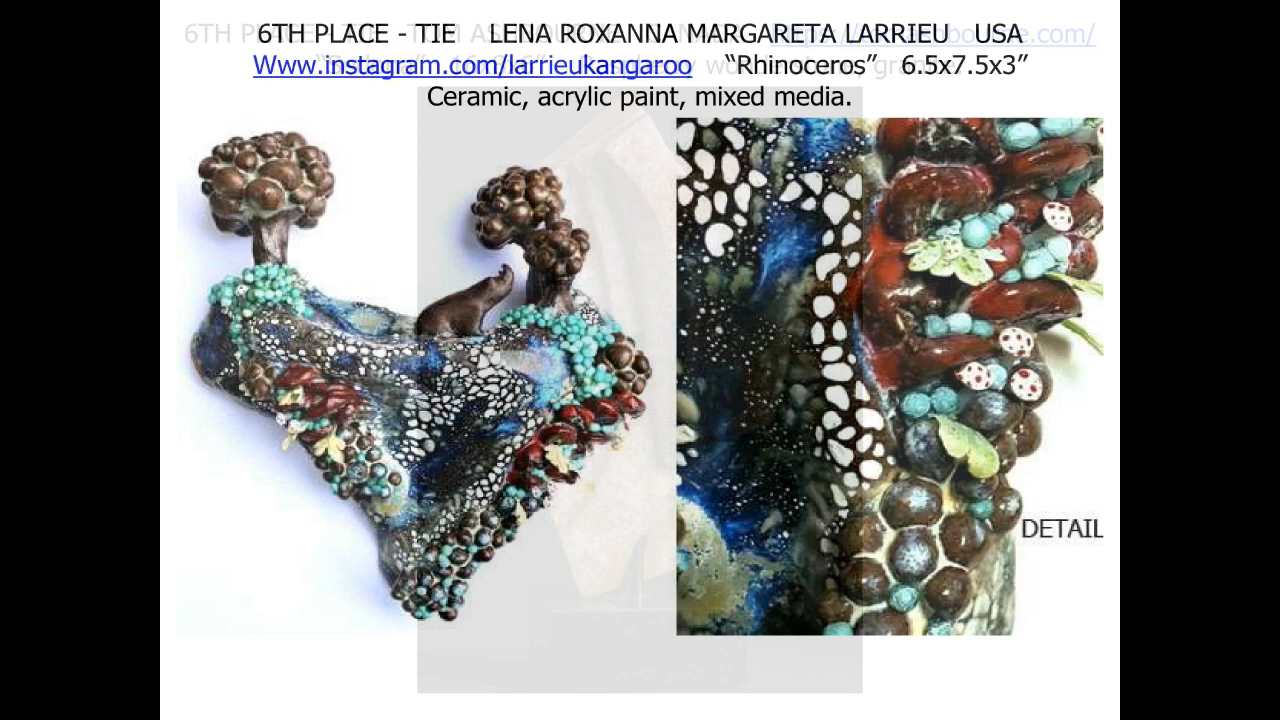 6TH PLACE - TIE LENA ROXANNA MARGARETA LARRIEU - USA
Www.instagram.com/larrieukangaroo “Rhinoceros” 6.5x7.5x3”
Ceramic, acrylic paint, mixed media.
DETAIL